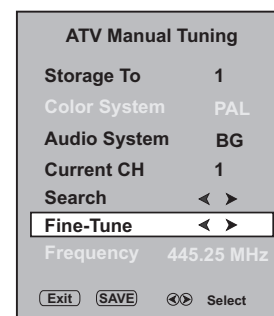 ATV Manual Tuning
Storage To 1
Color System PAL
Audio System BG
Current CH 1
Search
Fine-Tune
Frequency 445.25 MHz
Exit SAVE Select